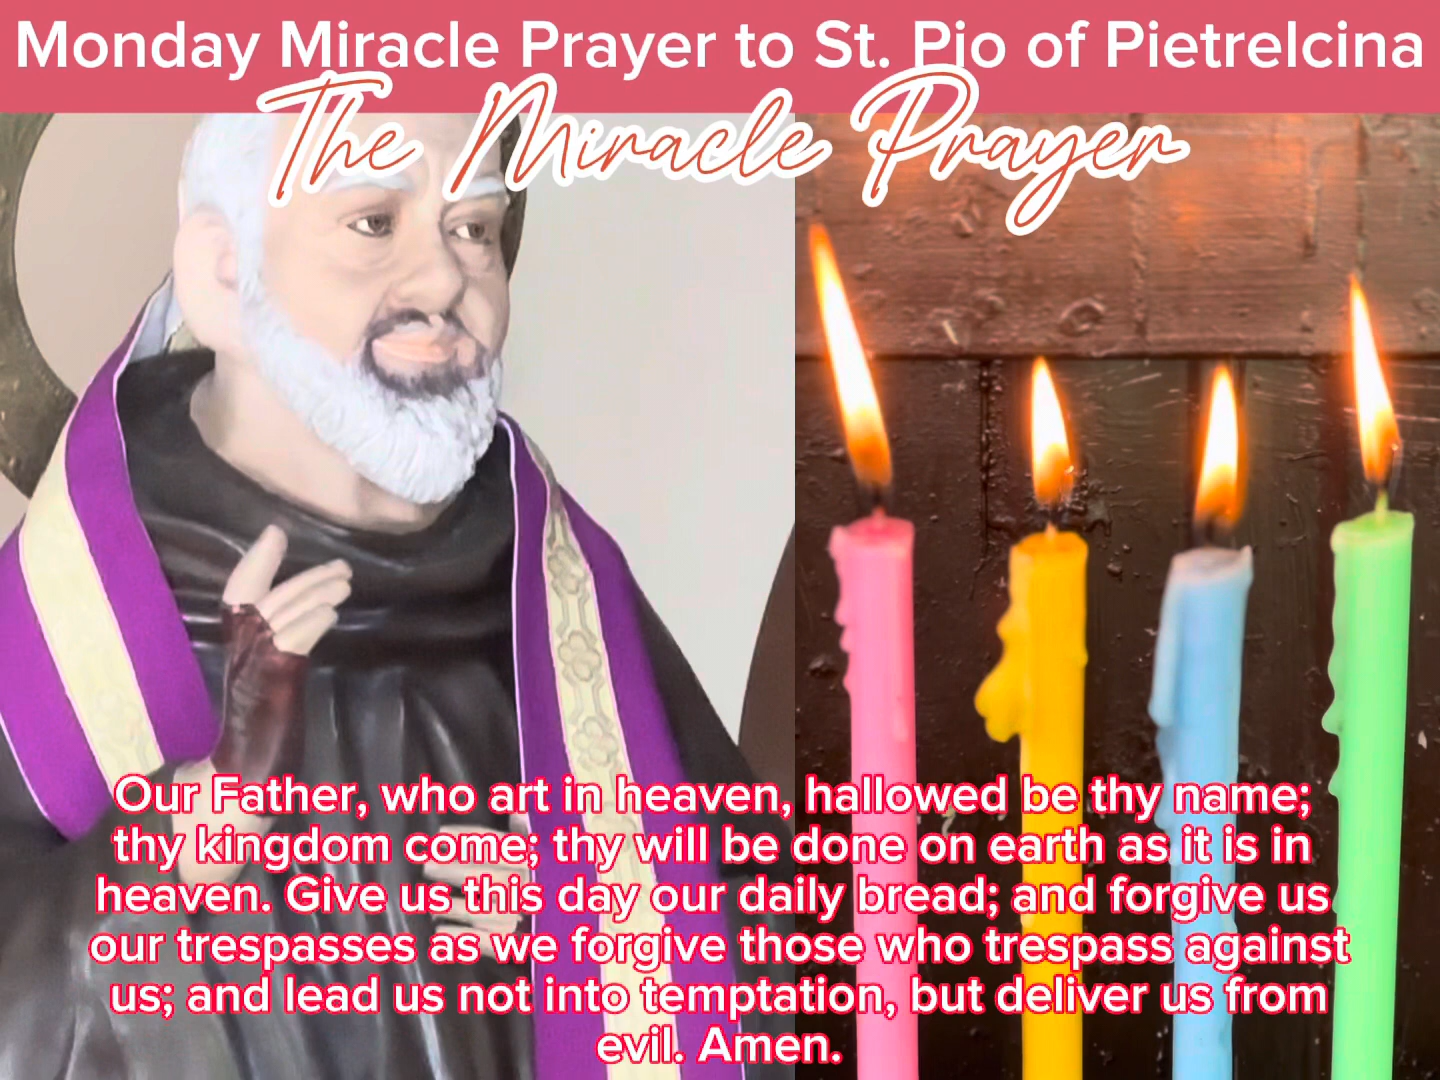 Monday Miracle Prayer to St. Pio of Pietrelcina
The Miracle Prayer
Our Father, who art in heaven, hallowed be thy name;
thy kingdom come; thy will be done on earth as it is in
heaven. Give us this day our daily bread; and forgive us
our trespasses as we forgive those who trespass against
us; and lead us not into temptation, but deliver us from
evil. Amen.